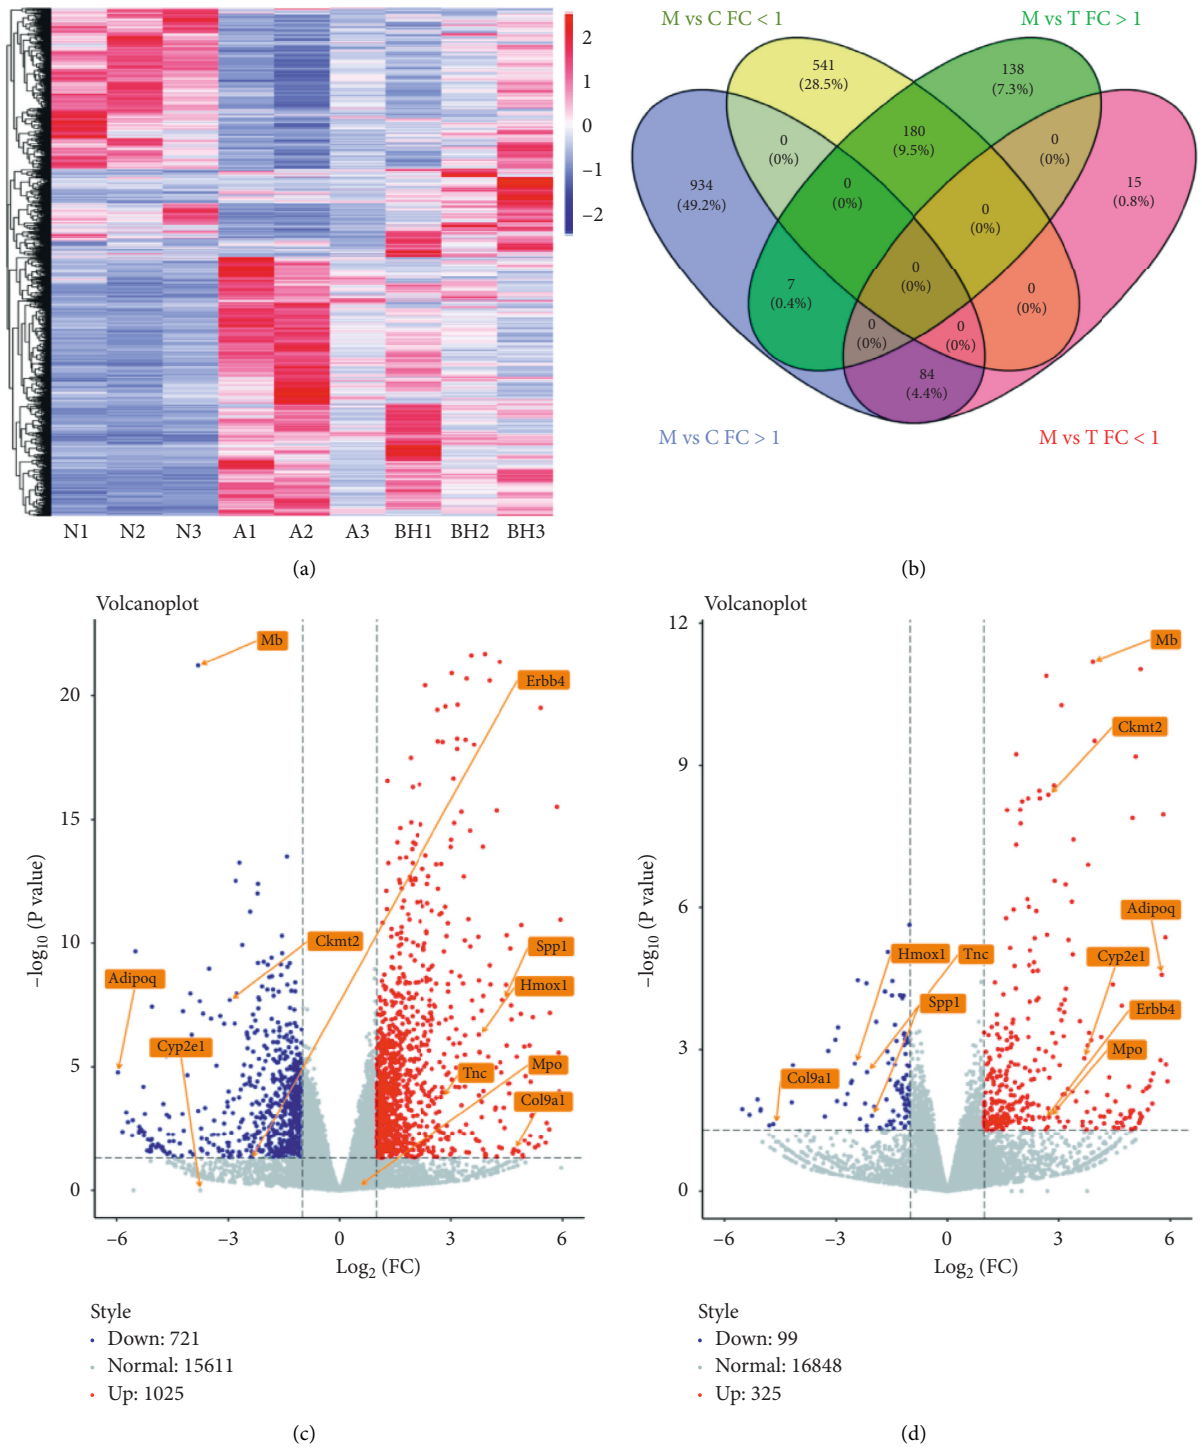 2
1
0
−1
−2
N1 N2 N3 A1 A2 A3 BH1 BH2 BH3
(a)
M vs C FC < 1 M vs T FC > 1
541
(28.5%)
138
(7.3%)
180
(9.5%)
0
(0%)
0
(0%)
934
(49.2%)
0
(0%)
15
(0.8%)
0
(0%)
0
(0%)
7
(0.4%)
0
(0%)
0
(0%)
0
(0%)
84
(4.4%)
M vs C FC > 1 M vs T FC < 1
(b)
Volcanoplot
−log10 (P value)
20
15
10
5
0
Mb
Erbb4
Ckmt2
Spp1
Adipoq
Hmox1
Cyp2e1
Mpo
Tnc
Col9a1
−6 −3 0 3 6
Log2 (FC)
Style
Down: 721
Normal: 15611
Up: 1025
(c)
Volcanoplot
−log10 (P value)
12
9
6
3
0
Mb
Ckmt2
Adipoq
Hmox1
Tnc
Cyp2e1
Spp1
Erbb4
Mpo
Col9a1
−6 −3 0 3 6
Log2 (FC)
Style
Down: 99
Normal: 16848
Up: 325
(d)